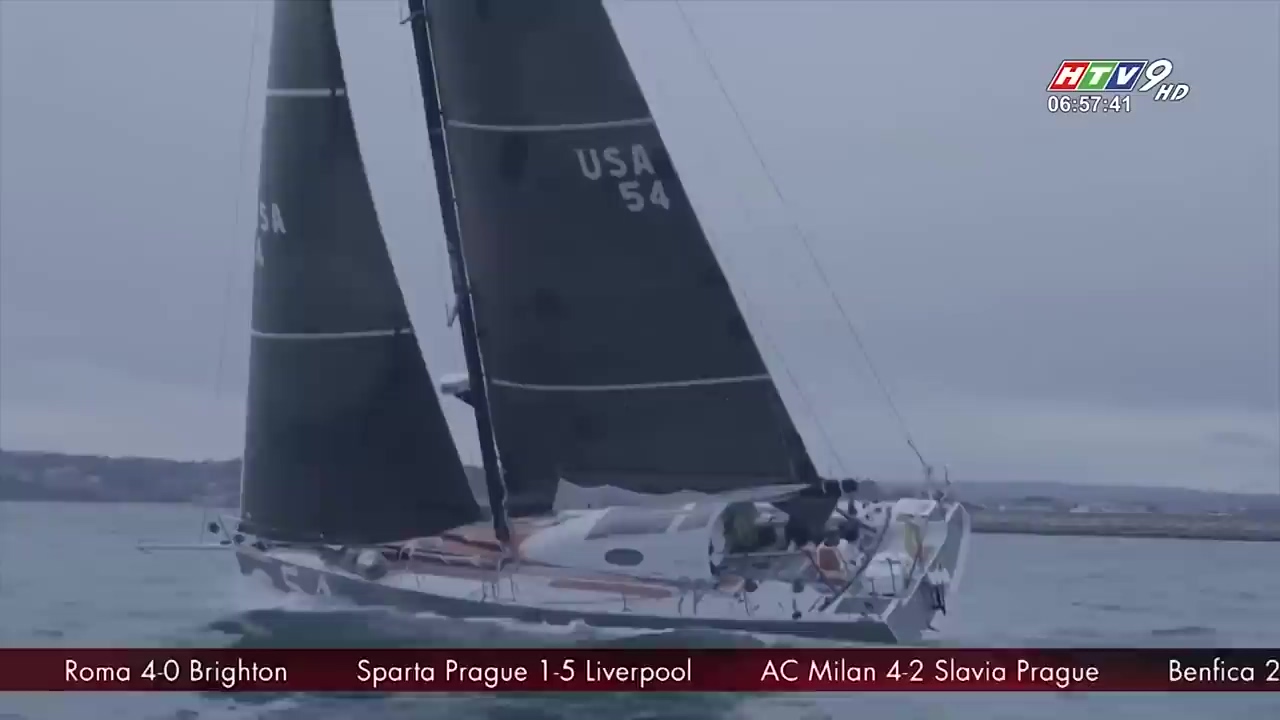 HTV9 HD
06:57:41
USA
54
SA
Roma 4-0 Brighton Sparta Prague 1-5 Liverpool AC Milan 4-2 Slavia Prague Benfica 2